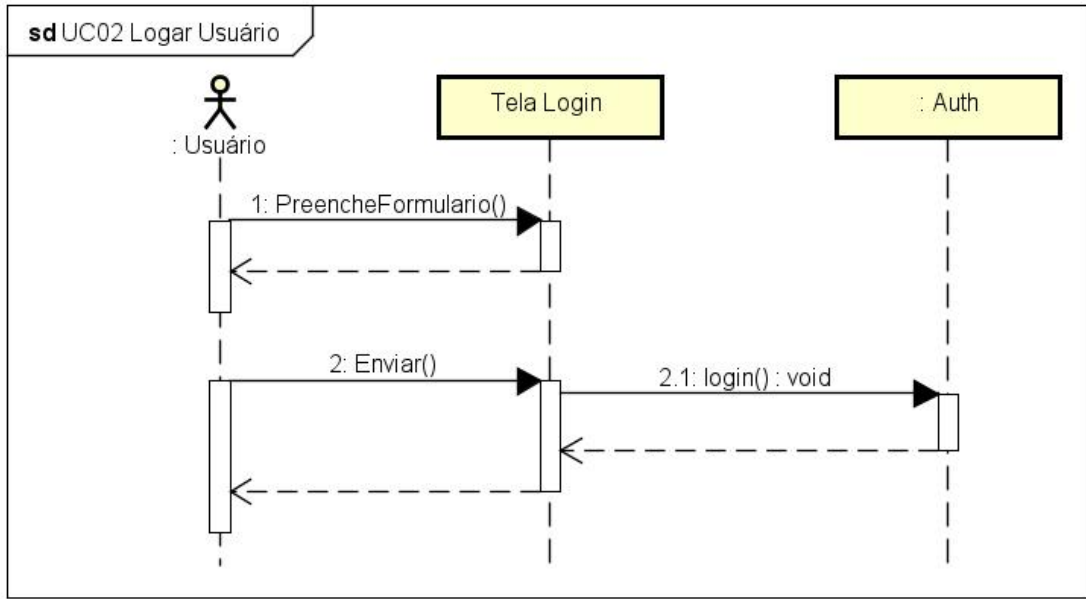 sd UC02 Logar Usuário
: Usuário
Tela Login
: Auth
1: PreencheFormulario()
2: Enviar()
2.1: login() : void